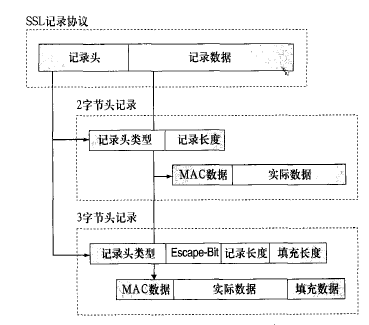 SSL记录协议
记录头 记录数据
2字节头记录
记录头类型 记录长度
MAC数据 实际数据
3字节头记录
记录头类型 Escape-Bit 记录长度 填充长度
MAC数据 实际数据 填充数据